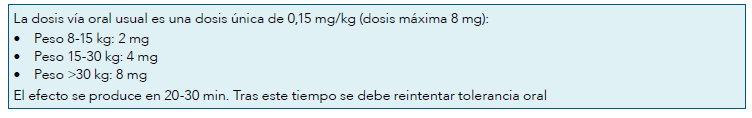 La dosis vía oral usual es una dosis única de 0,15 mg/kg (dosis máxima 8 mg):
• Peso 8-15 kg: 2 mg
• Peso 15-30 kg: 4 mg
• Peso >30 kg: 8 mg
El efecto se produce en 20-30 min. Tras este tiempo se debe reintentar tolerancia oral